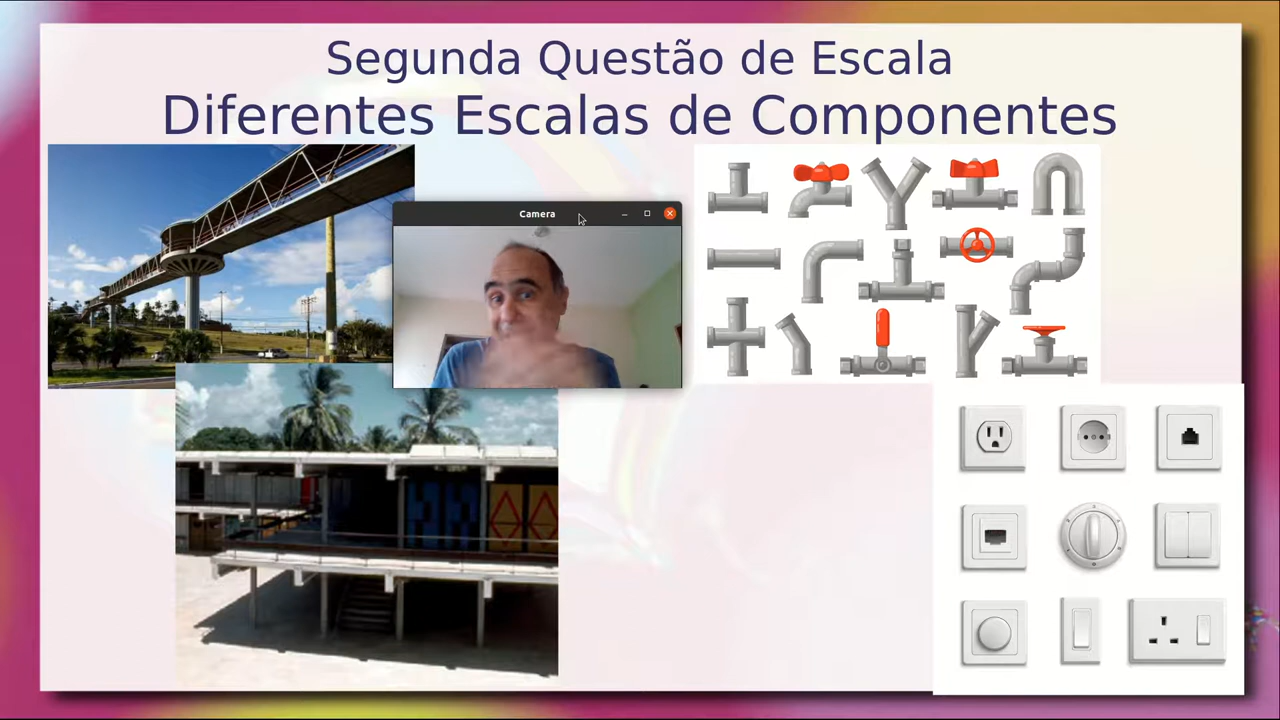 Segunda Questão de Escala
Diferentes Escalas de Componentes
Camera